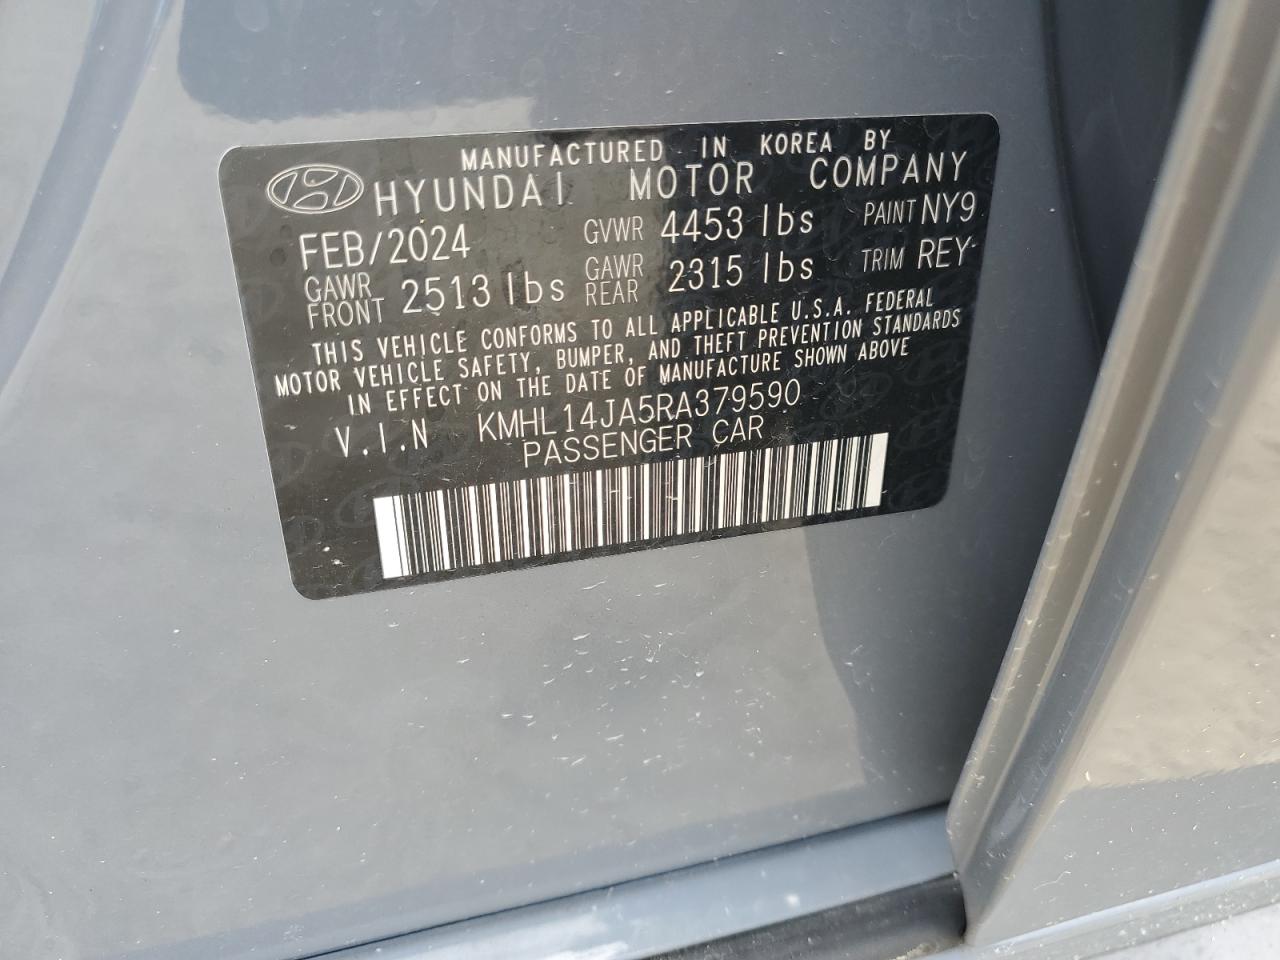 MANUFACTURED IN KOREA BY
HYUNDAI MOTOR COMPANY
FEB/2024 GVWR 4453 lbs PAINT NY9
GAWR FRONT 2513 lbs GAWR REAR 2315 lbs TRIM REY
THIS VEHICLE CONFORMS TO ALL APPLICABLE U.S.A. FEDERAL
MOTOR VEHICLE SAFETY, BUMPER, AND THEFT PREVENTION STANDARDS
IN EFFECT ON THE DATE OF MANUFACTURE SHOWN ABOVE
V.I.N KMHL14JA5RA379590
PASSENGER CAR